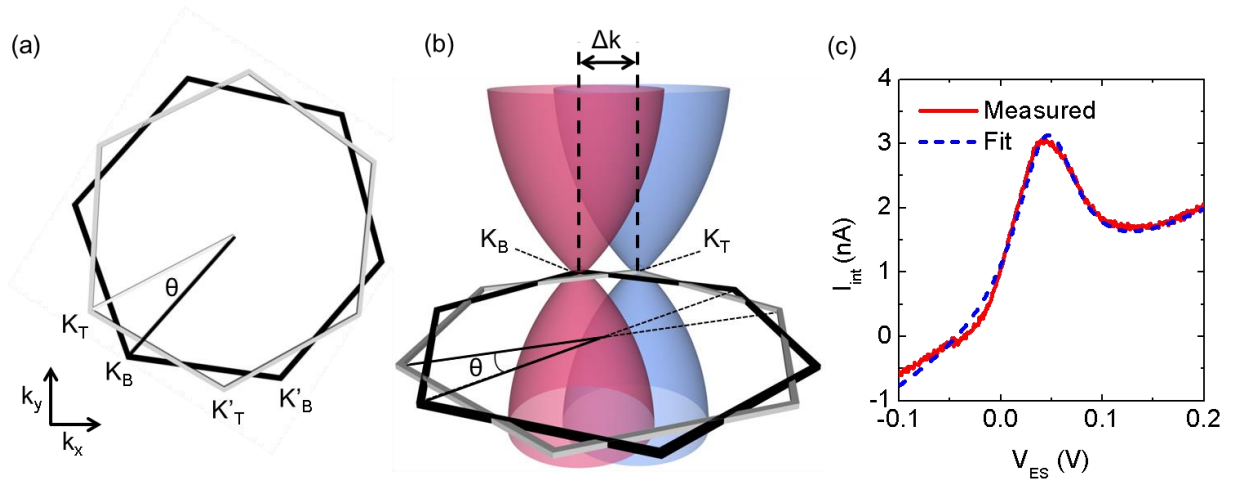 (a)
θ
K_T
K_B
K'_T
K'_B
k_y
k_x
(b)
Δk
K_B
K_T
θ
(c)
4
3
2
1
0
-1
I_int (nA)
Measured
Fit
-0.1
0.0
0.1
0.2
V_ES (V)